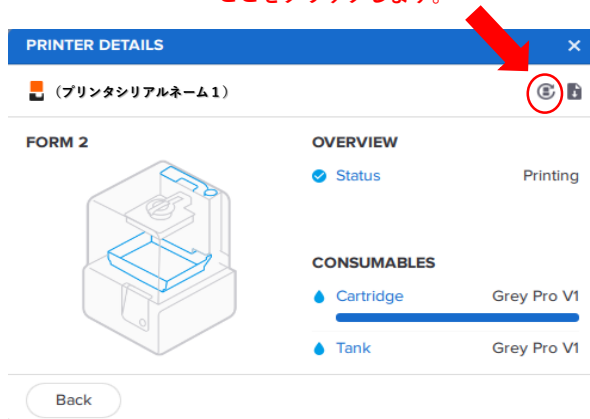 ここをクリックします。
PRINTER DETAILS
(プリンタシリアルネーム1)
FORM 2
OVERVIEW
Status Printing
CONSUMABLES
Cartridge Grey Pro V1
Tank Grey Pro V1
Back